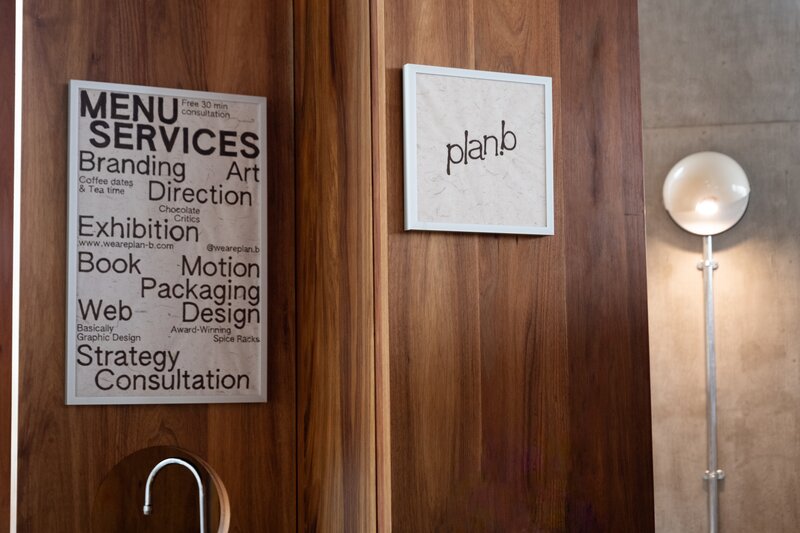 MENU
Free 30 min
consultation
SERVICES
Branding Art
Coffee dates
& Tea time
Direction
Chocolate
Critics
Exhibition
www.weareplan-b.com @weareplan.b
Book Motion
Packaging
Web Design
Basically
Graphic Design
Award-Winning
Spice Racks
Strategy
Consultation
plan.b